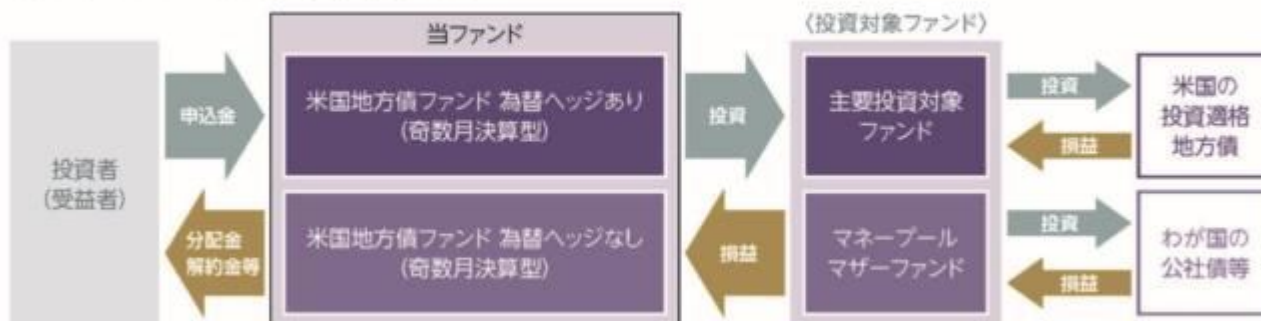 当ファンド
〈投資対象ファンド〉
投資者
(受益者)
申込金
分配金
解約金等
米国地方債ファンド 為替ヘッジあり
(奇数月決算型)
米国地方債ファンド 為替ヘッジなし
(奇数月決算型)
投資
損益
主要投資対象
ファンド
マネープール
マザーファンド
投資
損益
投資
損益
米国の
投資適格
地方債
わが国の
公社債等